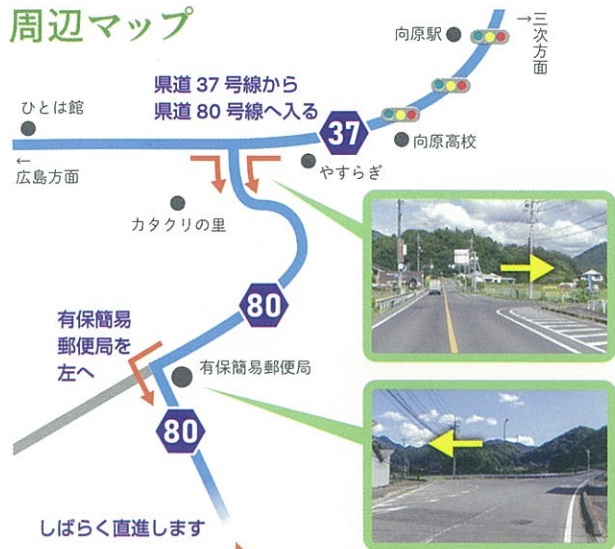 周辺マップ
向原駅
→三次方面
県道 37 号線から
県道 80 号線へ入る
ひとは館
37
向原高校
←
広島方面
やすらぎ
カタクリの里
80
有保簡易
郵便局を
左へ
有保簡易郵便局
80
しばらく直進します